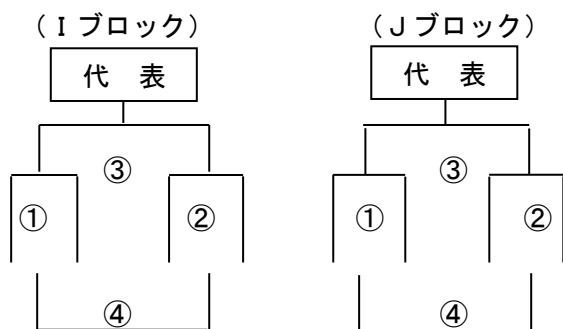 (Ｉブロック) (Ｊブロック)
代 表 代 表
③ ③
① ② ① ②
④ ④